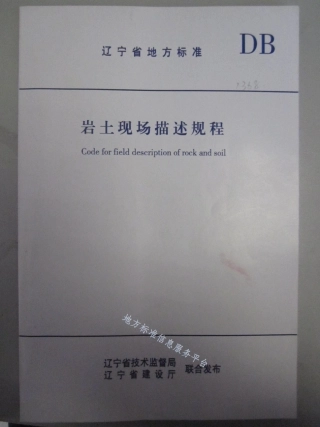 辽宁省地方标准
DB
岩土现场描述规程
Code for field description of rock and soil
地方标准信息服务平台
辽宁省技术监督局
辽宁省建设厅
联合发布